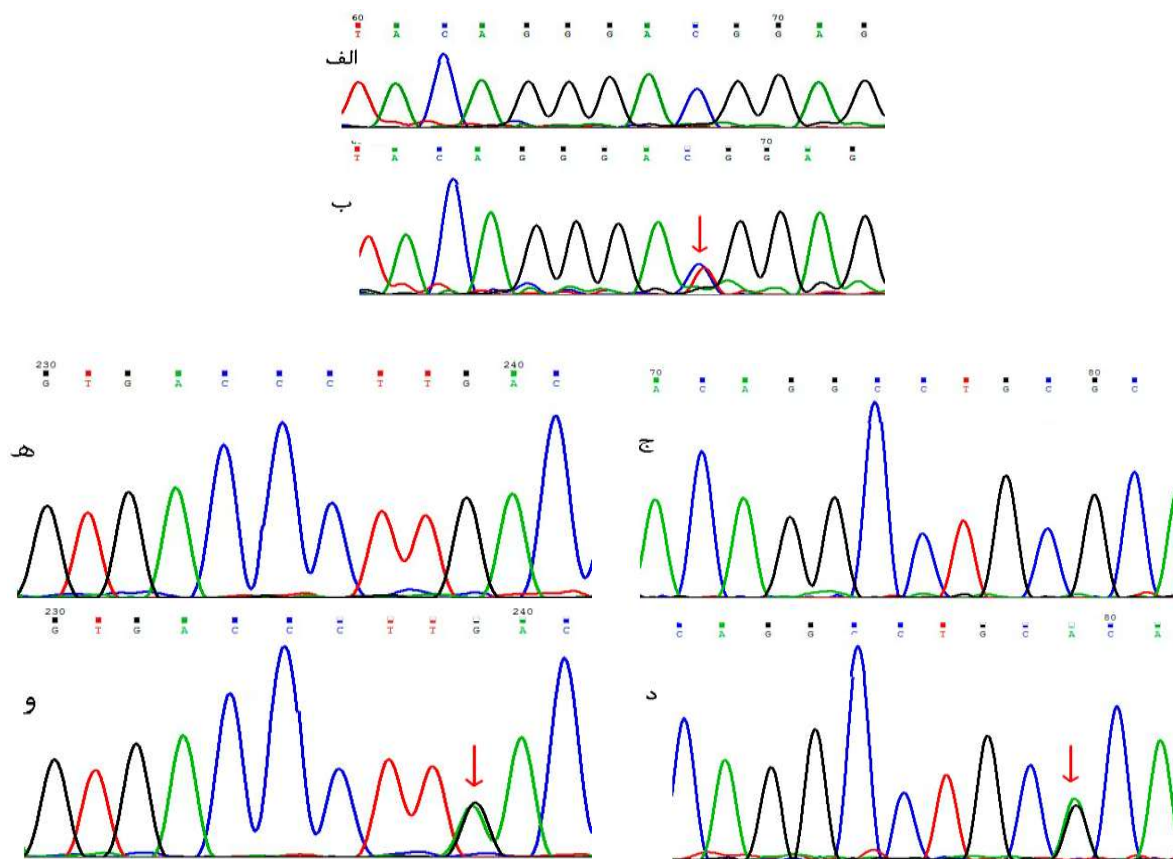 60 70
T A C A G G G A C G G A G
الف
70
T A C A G G G A C G G A G
ب
230 240
G T G A C C C T T G A C
ه
70 80
A C A G G C C T G C G C
ج
230 240
G T G A C C C T T G A C
و
80
C A G G C C T G C A C A
د